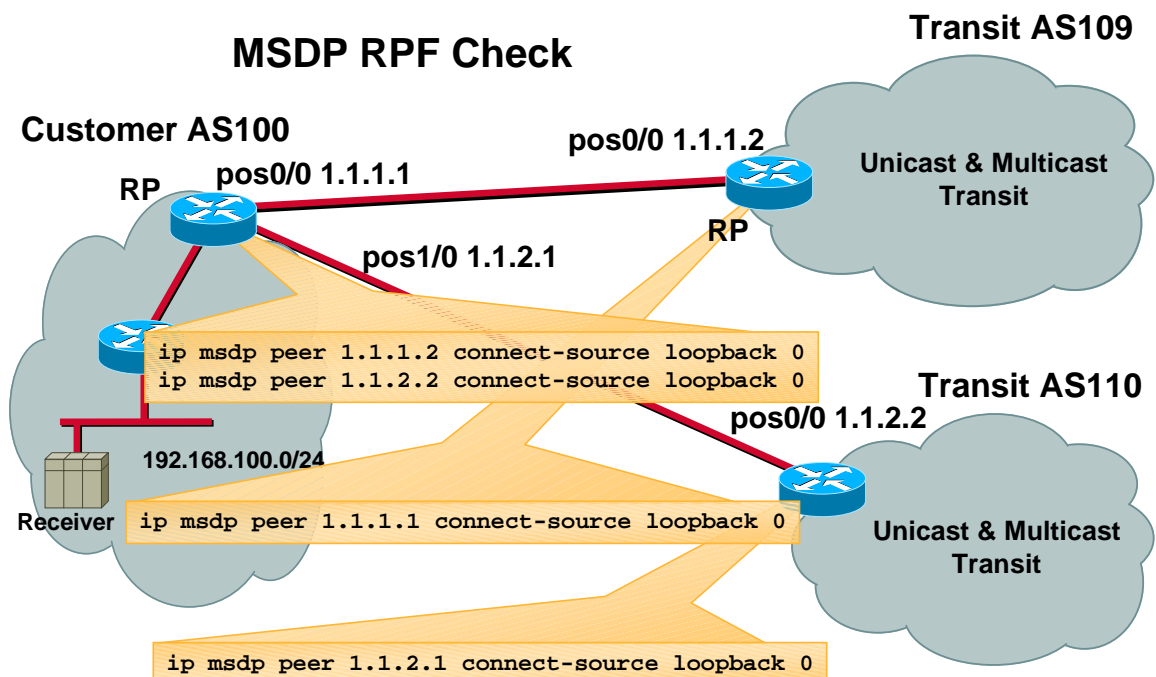 MSDP RPF Check
Transit AS109
Customer AS100
pos0/0 1.1.1.2
pos0/0 1.1.1.1
RP
Unicast & Multicast
Transit
RP
pos1/0 1.1.2.1
ip msdp peer 1.1.1.2 connect-source loopback 0
ip msdp peer 1.1.2.2 connect-source loopback 0
Transit AS110
pos0/0 1.1.2.2
192.168.100.0/24
Receiver
ip msdp peer 1.1.1.1 connect-source loopback 0
Unicast & Multicast
Transit
ip msdp peer 1.1.2.1 connect-source loopback 0